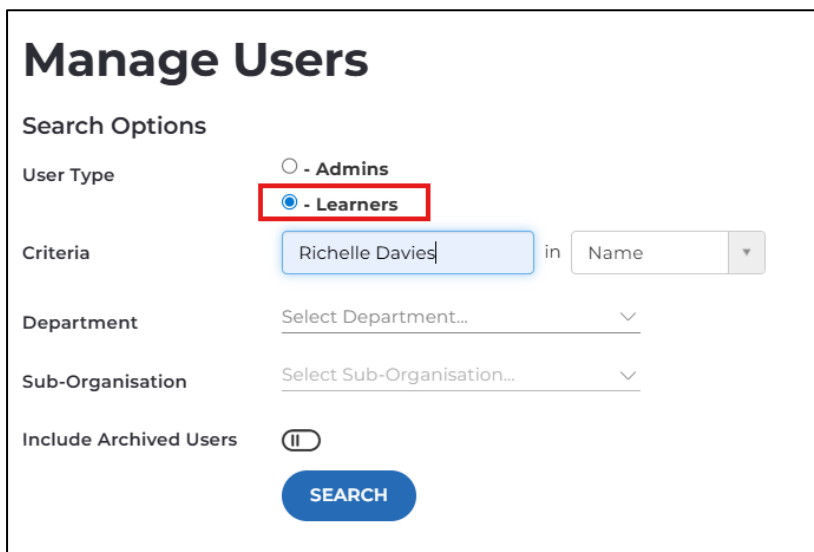 Manage Users
Search Options
User Type
- Admins
- Learners
Criteria Richelle Davies in Name
Department Select Department...
Sub-Organisation Select Sub-Organisation...
Include Archived Users
SEARCH